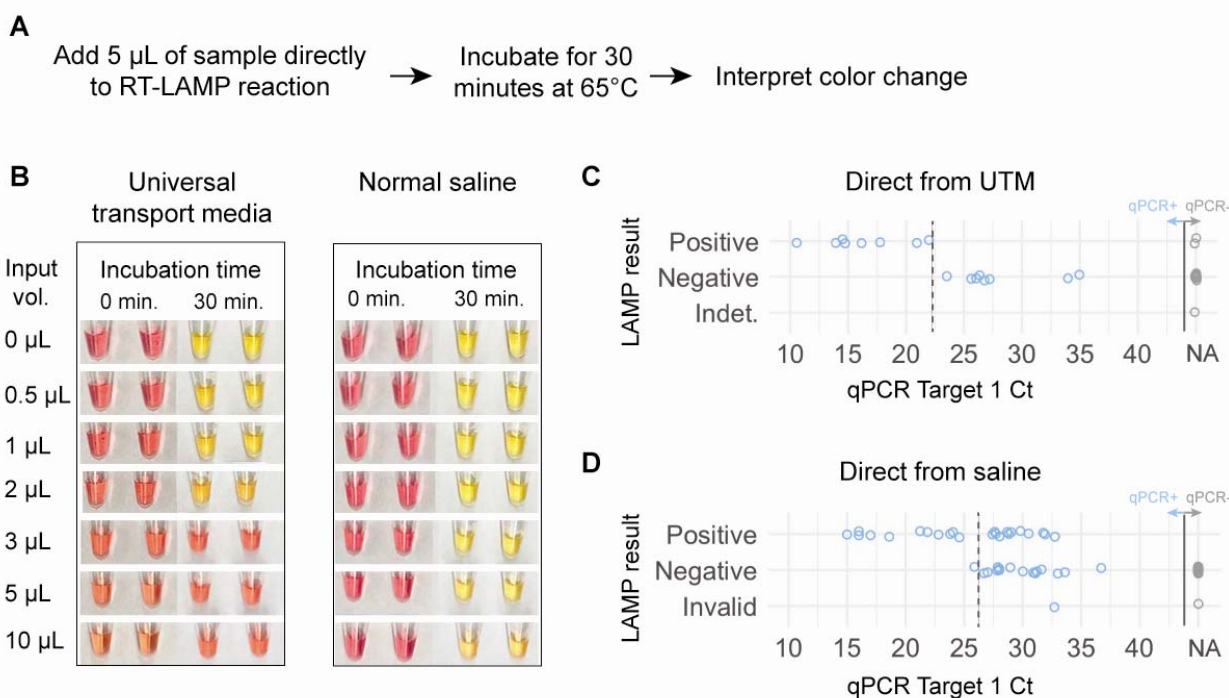 A
Add 5 µL of sample directly
to RT-LAMP reaction
Incubate for 30
minutes at 65°C
Interpret color change
B
Universal
transport media
Normal saline
Input
vol.
Incubation time
0 min. 30 min.
Incubation time
0 min. 30 min.
0 µL
0.5 µL
1 µL
2 µL
3 µL
5 µL
10 µL
C
Direct from UTM
qPCR+ qPCR-
LAMP result
Positive
Negative
Indet.
10 15 20 25 30 35 40 NA
qPCR Target 1 Ct
D
Direct from saline
qPCR+ qPCR-
LAMP result
Positive
Negative
Invalid
10 15 20 25 30 35 40 NA
qPCR Target 1 Ct